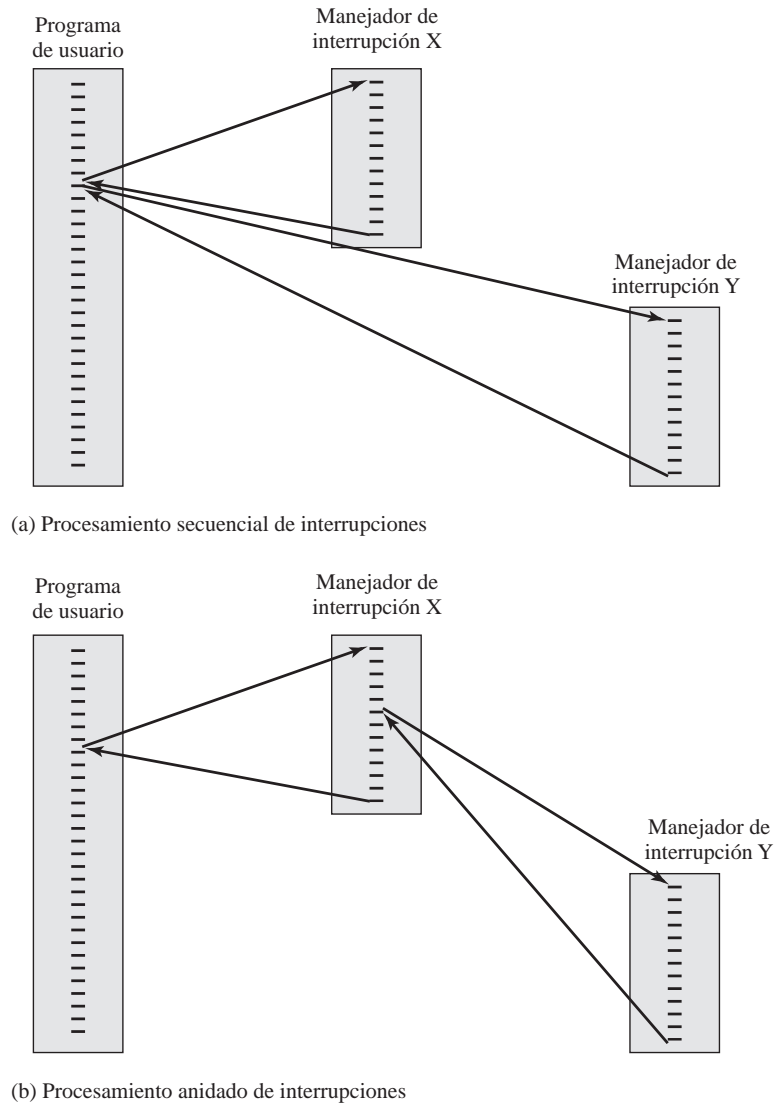 Programa
de usuario
Manejador de
interrupción X
Manejador de
interrupción Y
(a) Procesamiento secuencial de interrupciones
Programa
de usuario
Manejador de
interrupción X
Manejador de
interrupción Y
(b) Procesamiento anidado de interrupciones